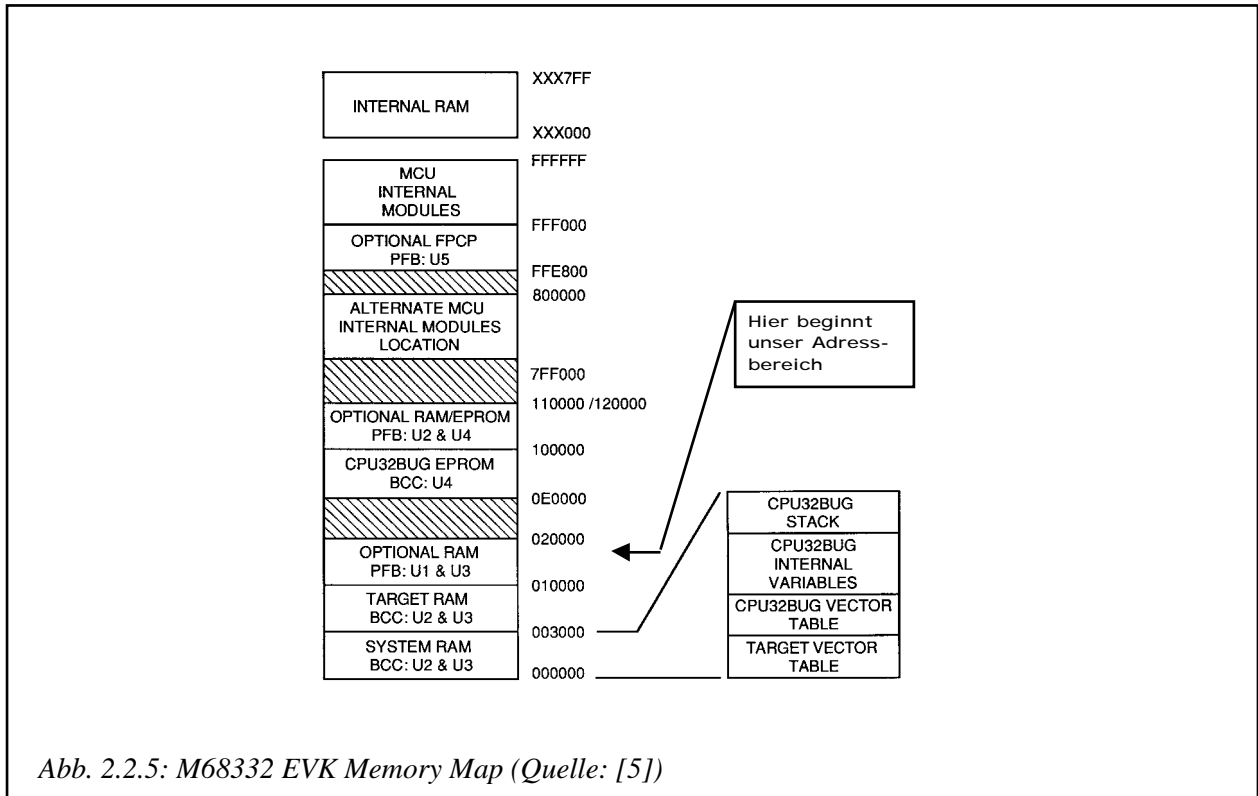 XXX7FF
INTERNAL RAM
XXX000
FFFFFF
MCU
INTERNAL
MODULES
FFF000
OPTIONAL FPCP
PFB: U5
FFE800
800000
ALTERNATE MCU
INTERNAL MODULES
LOCATION
7FF000
110000 /120000
OPTIONAL RAM/EPROM
PFB: U2 & U4
100000
CPU32BUG EPROM
BCC: U4
0E0000
020000
OPTIONAL RAM
PFB: U1 & U3
010000
TARGET RAM
BCC: U2 & U3
003000
SYSTEM RAM
BCC: U2 & U3
000000
Hier beginnt
unser Adress-
bereich
CPU32BUG
STACK
CPU32BUG
INTERNAL
VARIABLES
CPU32BUG VECTOR
TABLE
TARGET VECTOR
TABLE
Abb. 2.2.5: M68332 EVK Memory Map (Quelle: [5])